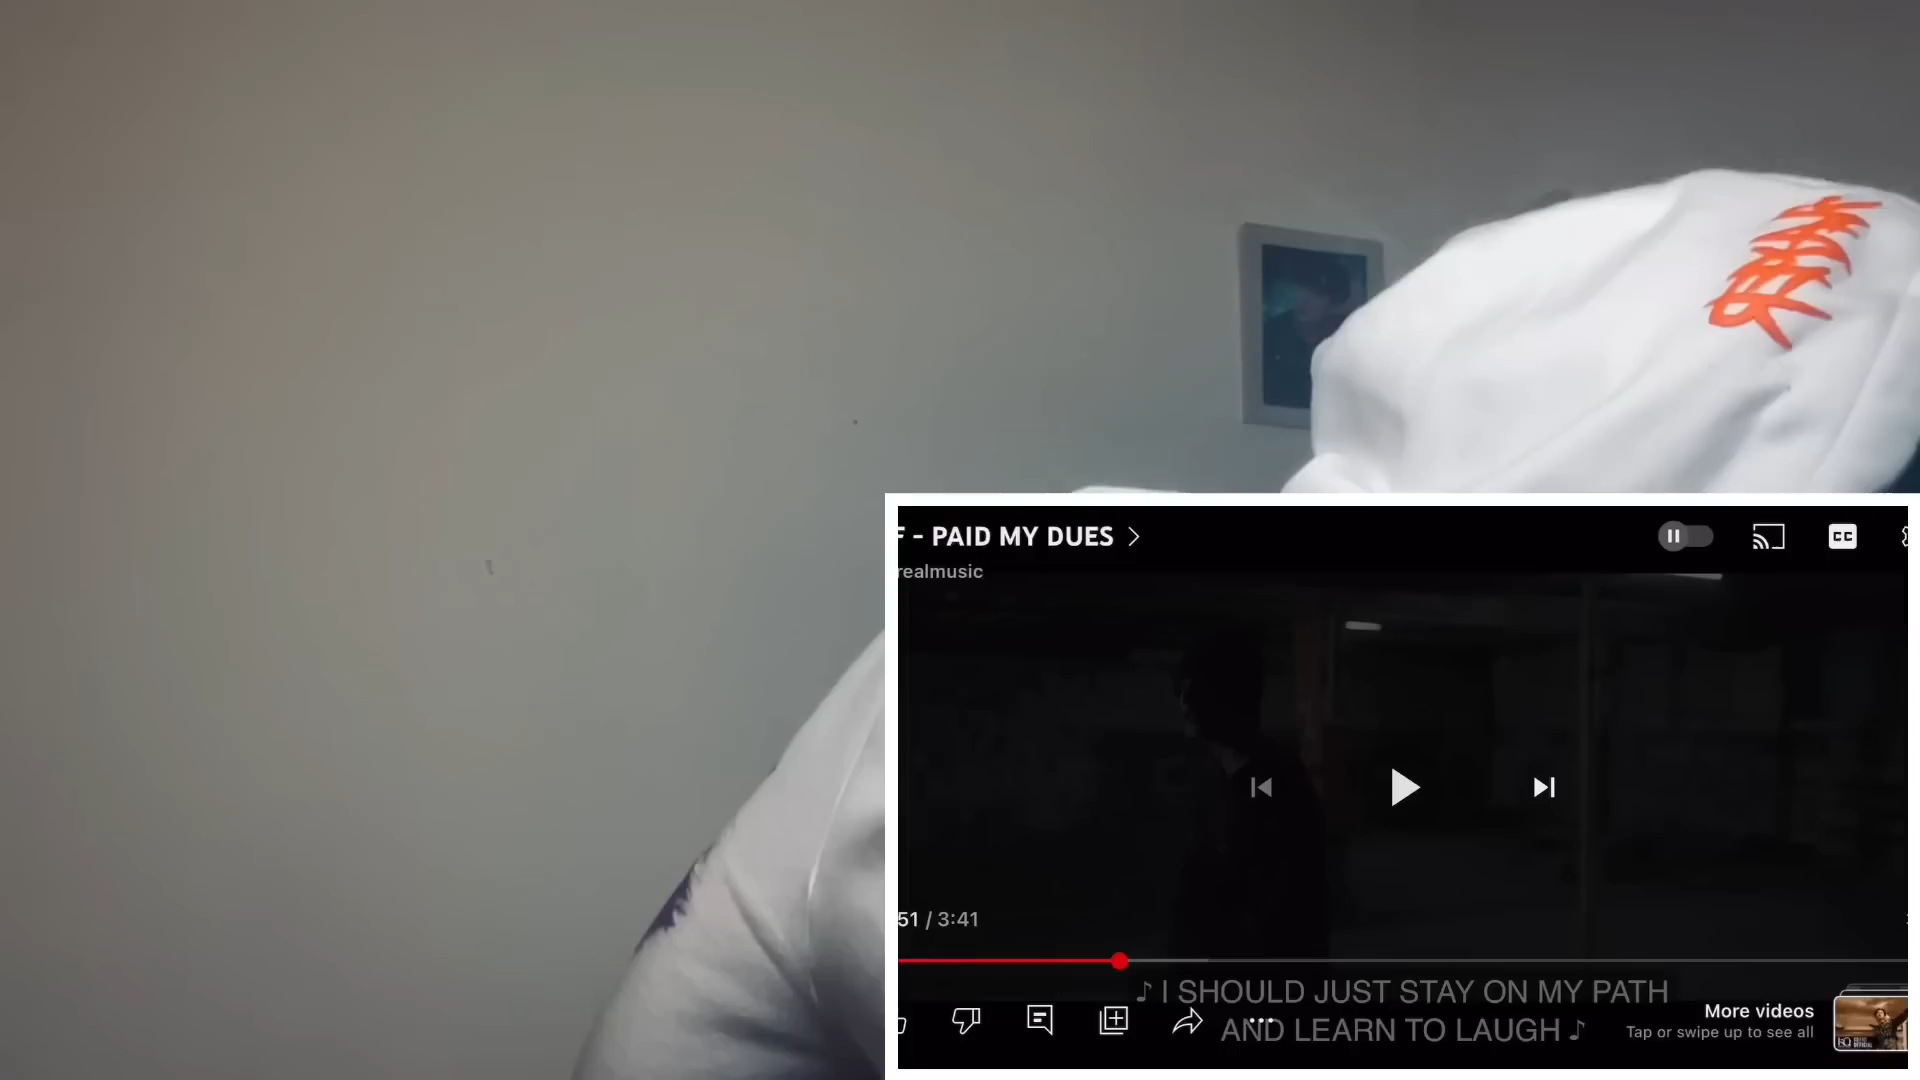 F - PAID MY DUES
CC
realmusic
51 / 3:41
♪ I SHOULD JUST STAY ON MY PATH
AND LEARN TO LAUGH ♪
More videos
Tap or swipe up to see all